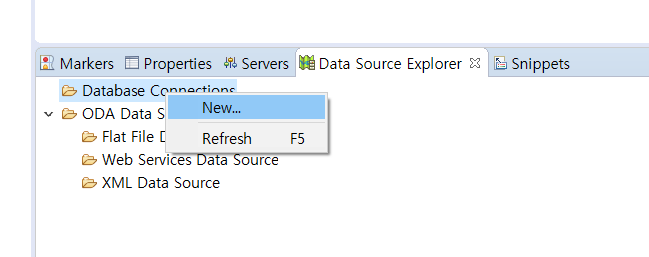 Markers Properties Servers Data Source Explorer Snippets
Database Connections
New...
ODA Data S
Refresh F5
Flat File D
Web Services Data Source
XML Data Source